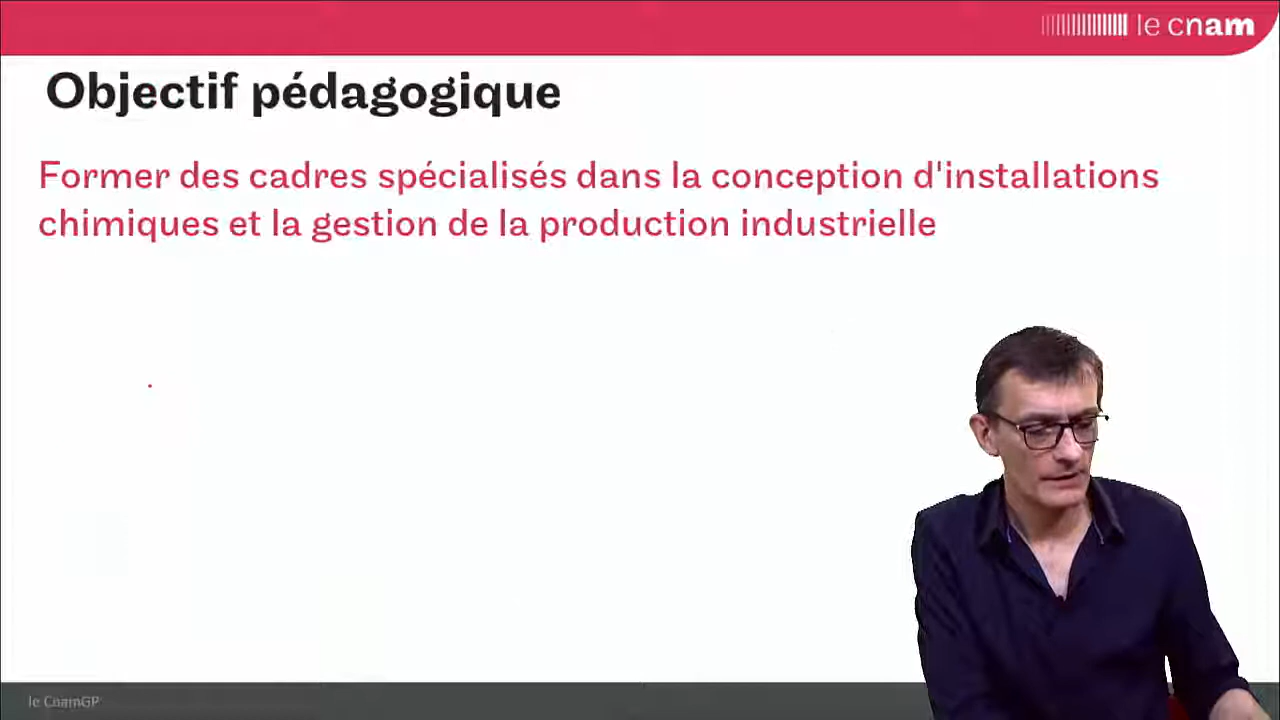 le cnam
Objectif pédagogique
Former des cadres spécialisés dans la conception d'installations
chimiques et la gestion de la production industrielle
le CnamGP